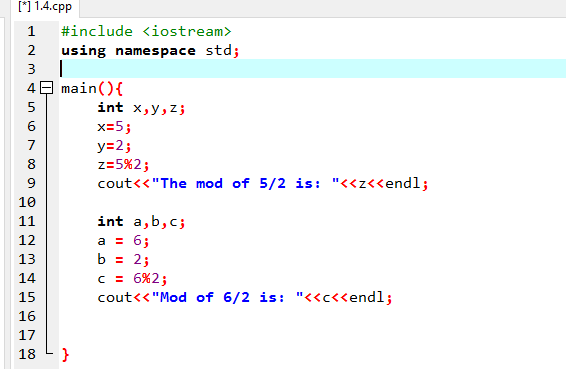 [*] 1.4.cpp
1 #include <iostream>
2 using namespace std;
3
4 main(){
5 int x,y,z;
6 x=5;
7 y=2;
8 z=5%2;
9 cout<<"The mod of 5/2 is: "<<z<<endl;
10
11 int a,b,c;
12 a = 6;
13 b = 2;
14 c = 6%2;
15 cout<<"Mod of 6/2 is: "<<c<<endl;
16
17
18 }